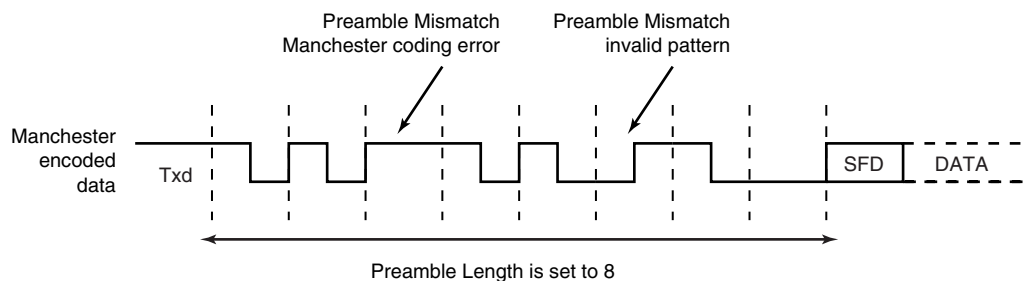 Preamble Mismatch
Manchester coding error
Preamble Mismatch
invalid pattern
Manchester
encoded
data
Txd
SFD
DATA
Preamble Length is set to 8